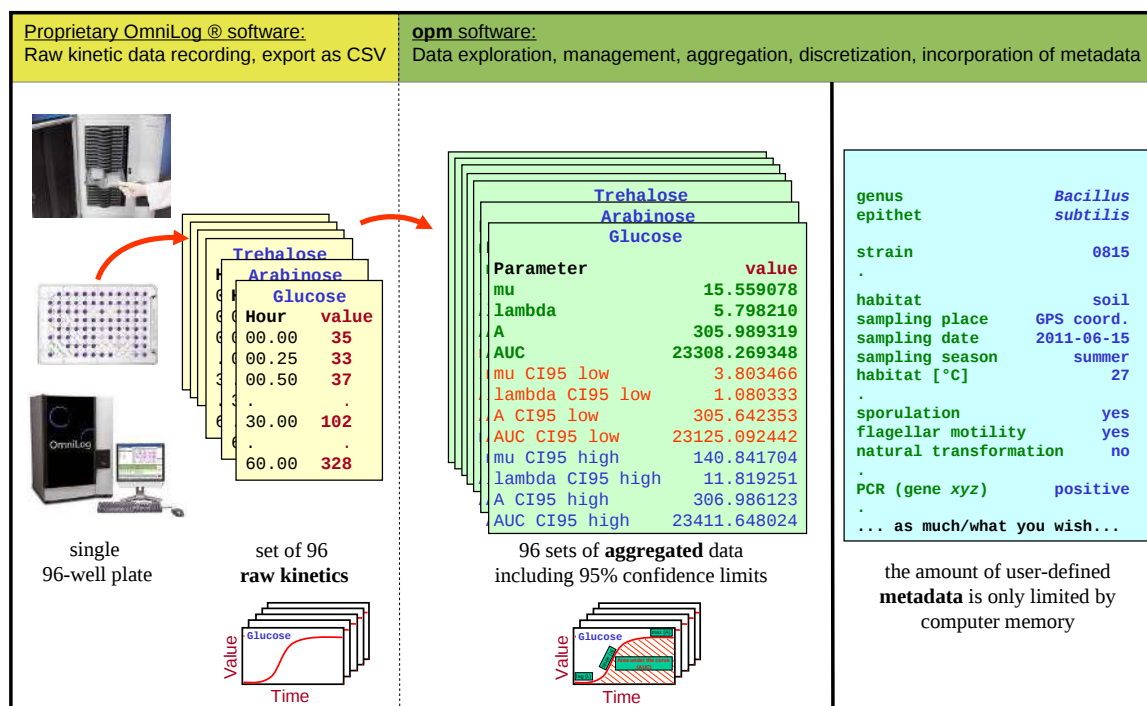 Proprietary OmniLog ® software:
Raw kinetic data recording, export as CSV
opm software:
Data exploration, management, aggregation, discretization, incorporation of metadata
OmniLog
single
96-well plate
Trehalose
Arabinose
Glucose
Hour value
00.00 35
00.25 33
00.50 37
. .
30.00 102
. .
60.00 328
set of 96
raw kinetics
Value
Glucose
Time
Trehalose
Arabinose
Glucose
Parameter value
mu 15.559078
lambda 5.798210
A 305.989319
AUC 23308.269348
mu CI95 low 3.803466
lambda CI95 low 1.080333
A CI95 low 305.642353
AUC CI95 low 23125.092442
mu CI95 high 140.841704
lambda CI95 high 11.819251
A CI95 high 306.986123
AUC CI95 high 23411.648024
96 sets of aggregated data
including 95% confidence limits
Value
Glucose
Time
genus Bacillus
epithet subtilis
strain 0815
.
habitat soil
sampling place GPS coord.
sampling date 2011-06-15
sampling season summer
habitat [°C] 27
.
sporulation yes
flagellar motility yes
natural transformation no
.
PCR (gene xyz) positive
.
... as much/what you wish...
the amount of user-defined
metadata is only limited by
computer memory